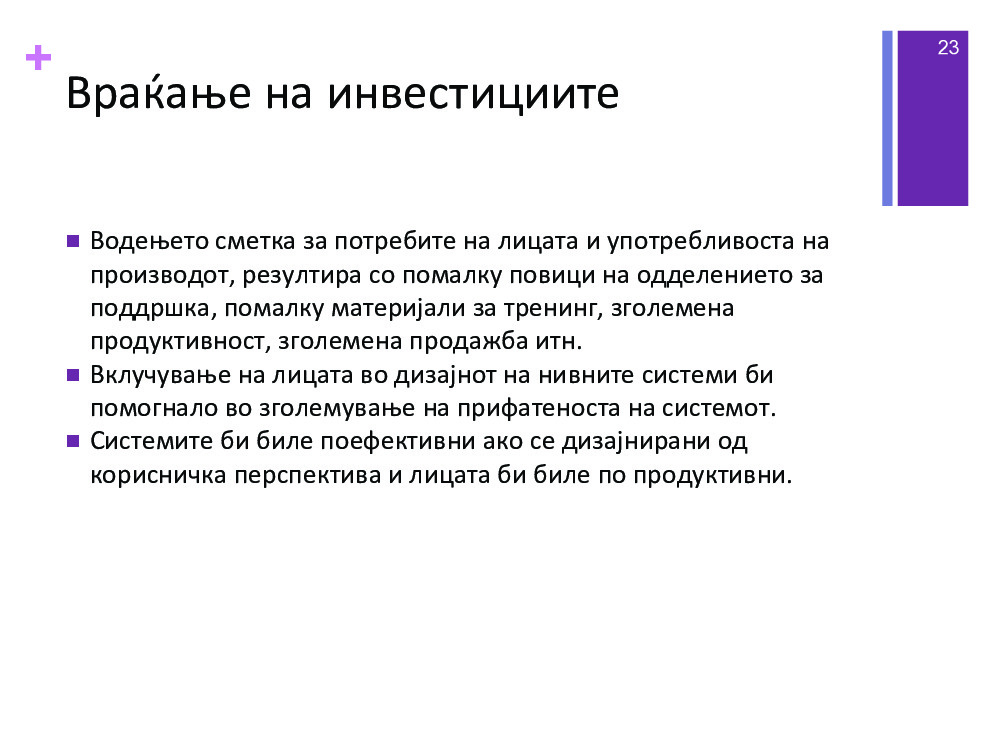 23
+
Враќање на инвестициите
Водењето сметка за потребите на лицата и употребливоста на
производот, резултира со помалку повици на одделението за
поддршка, помалку материјали за тренинг, зголемена
продуктивност, зголемена продажба итн.
Вклучување на лицата во дизајнот на нивните системи би
помогнало во зголемување на прифатеноста на системот.
Системите би биле поефективни ако се дизајнирани од
корисничка перспектива и лицата би биле по продуктивни.